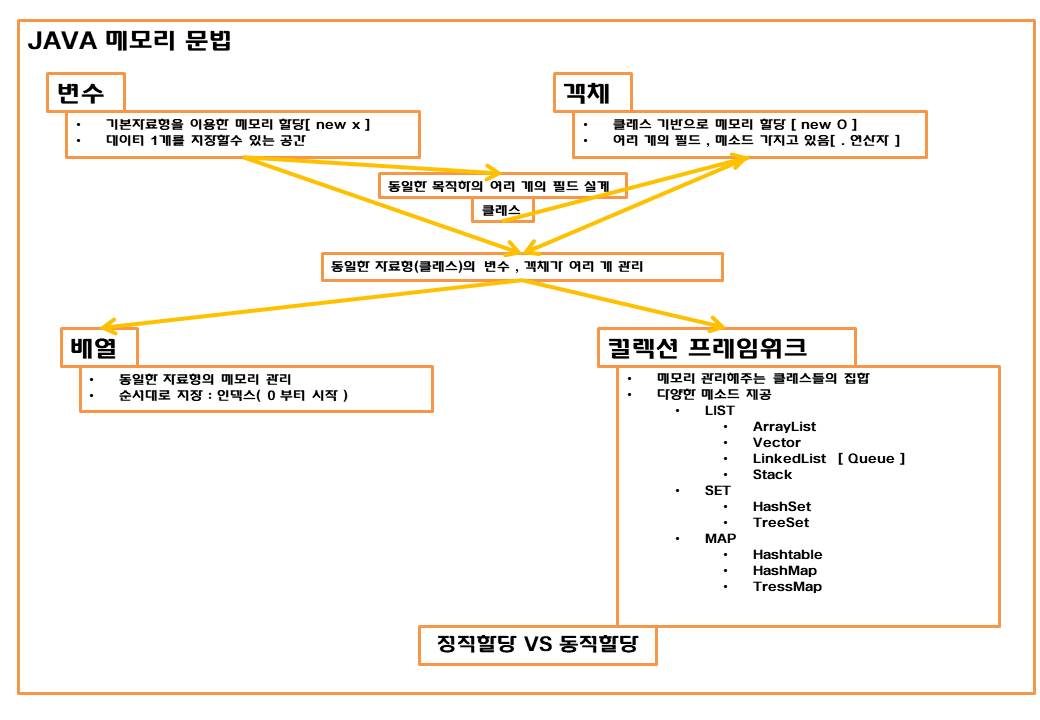 JAVA 메모리 문법
변수
• 기본자료형을 이용한 메모리 할당[ new x ]
• 데이터 1개를 저장할수 있는 공간
객체
• 클래스 기반으로 메모리 할당 [ new O ]
• 여러 개의 필드 , 메소드 가지고 있음[ . 연산자 ]
동일한 목적하의 여러 개의 필드 설계
클래스
동일한 자료형(클래스)의 변수 , 객체가 여러 개 관리
배열
• 동일한 자료형의 메모리 관리
• 순서대로 저장 : 인덱스( 0 부터 시작 )
컬렉션 프레임워크
• 메모리 관리해주는 클래스들의 집합
• 다양한 메소드 제공
• LIST
• ArrayList
• Vector
• LinkedList [ Queue ]
• Stack
• SET
• HashSet
• TreeSet
• MAP
• Hashtable
• HashMap
• TressMap
정적할당 VS 동적할당